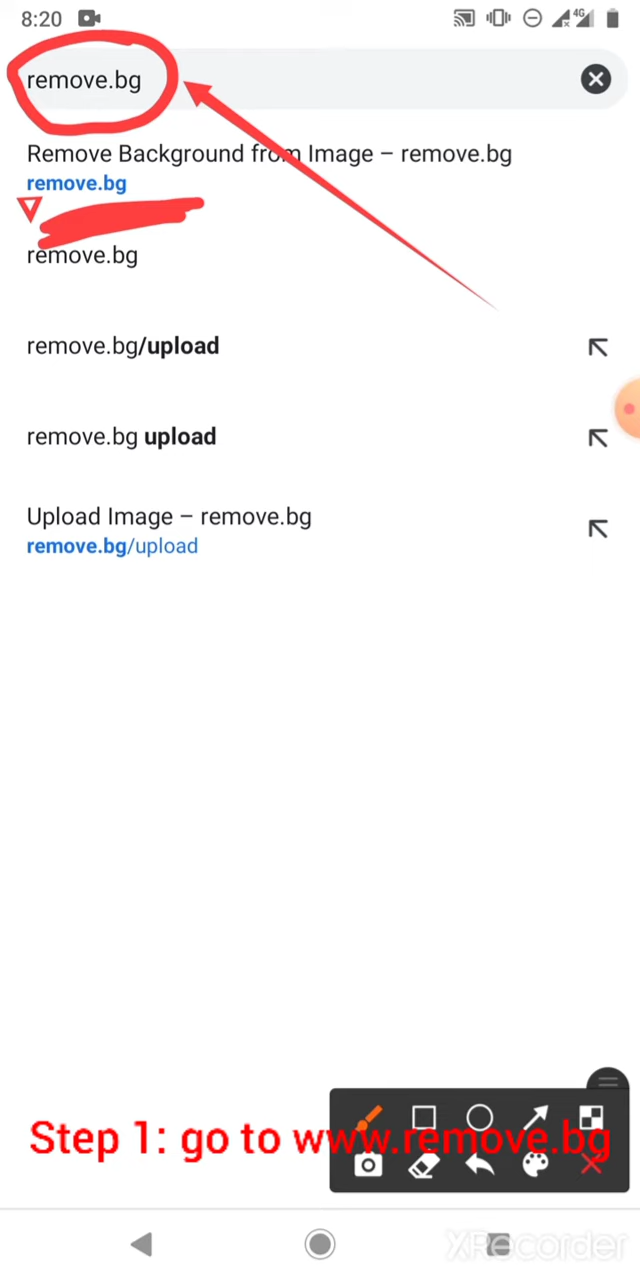 8:20
4G
remove.bg
Remove Background from Image – remove.bg
remove.bg
remove.bg
remove.bg/upload
remove.bg upload
Upload Image – remove.bg
remove.bg/upload
Step 1: go to www.remove.bg
XRecorder